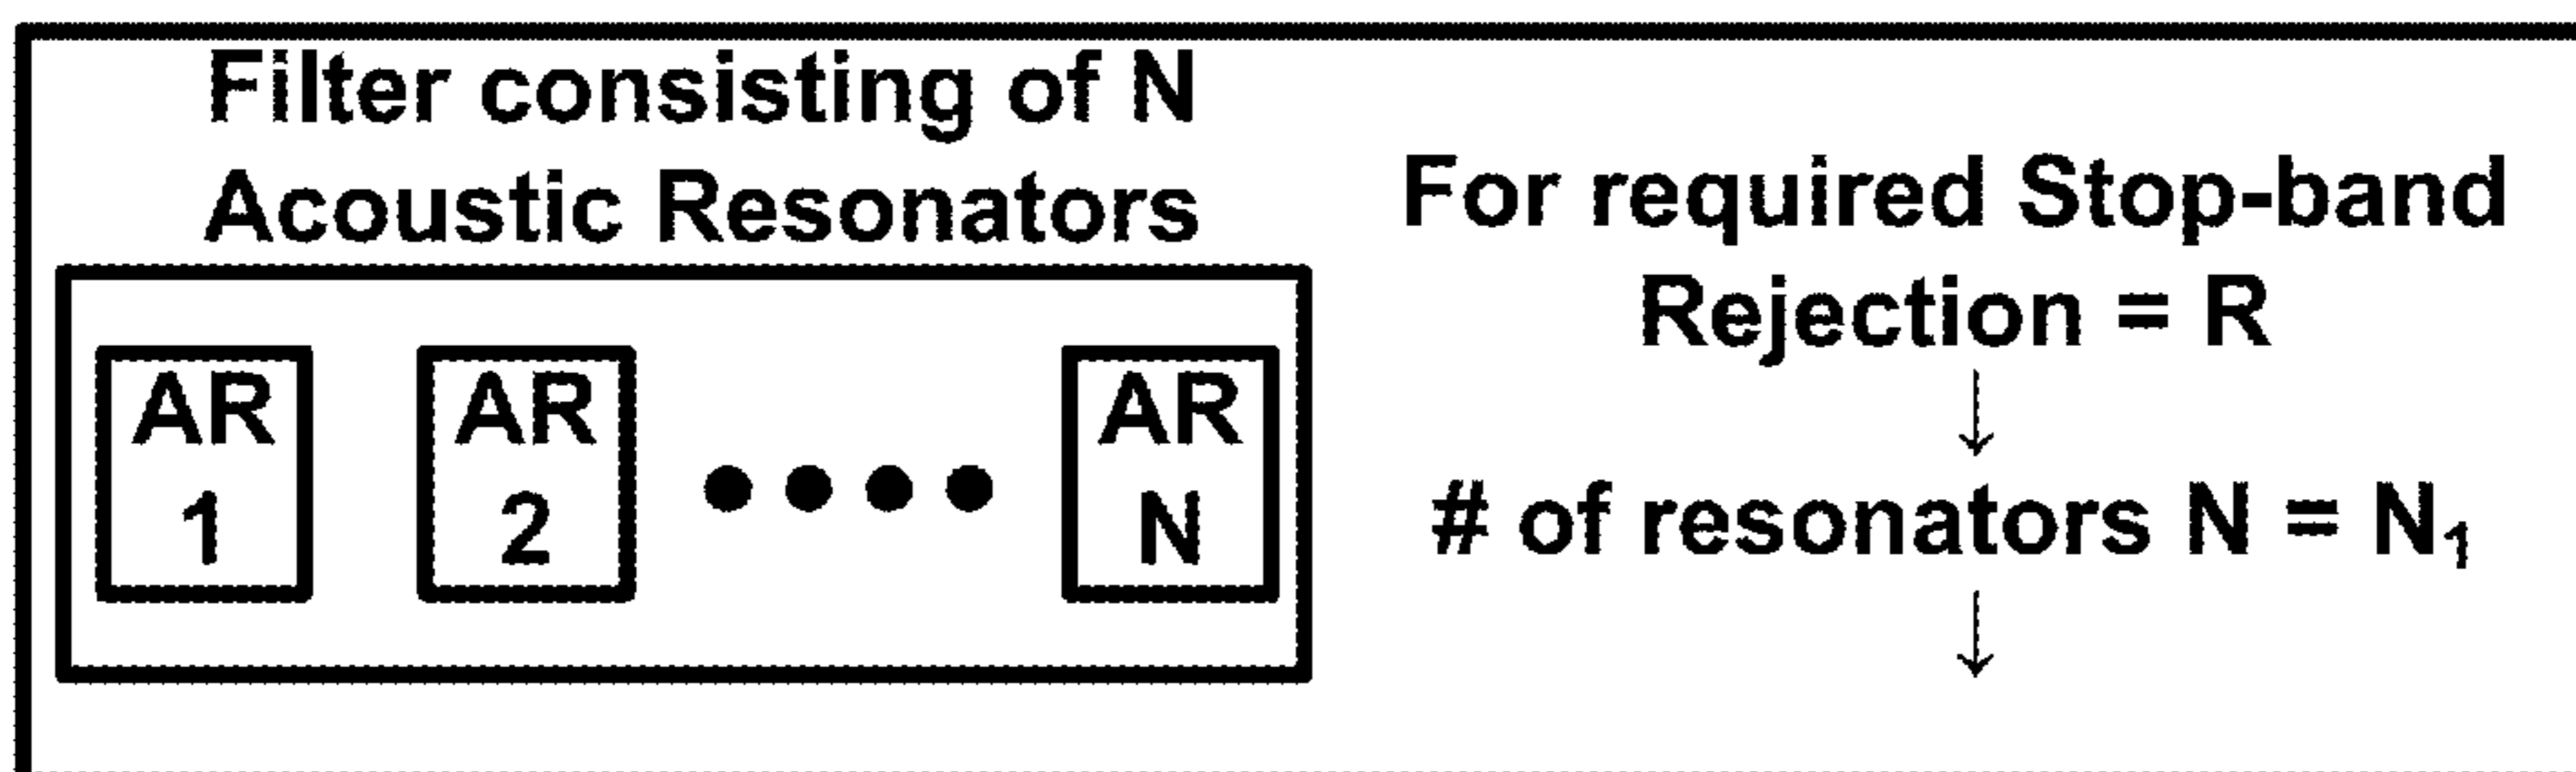 Filter consisting of N
Acoustic Resonators
AR
1
AR
2
AR
N
For required Stop-band
Rejection = R
↓
# of resonators N = N₁
↓